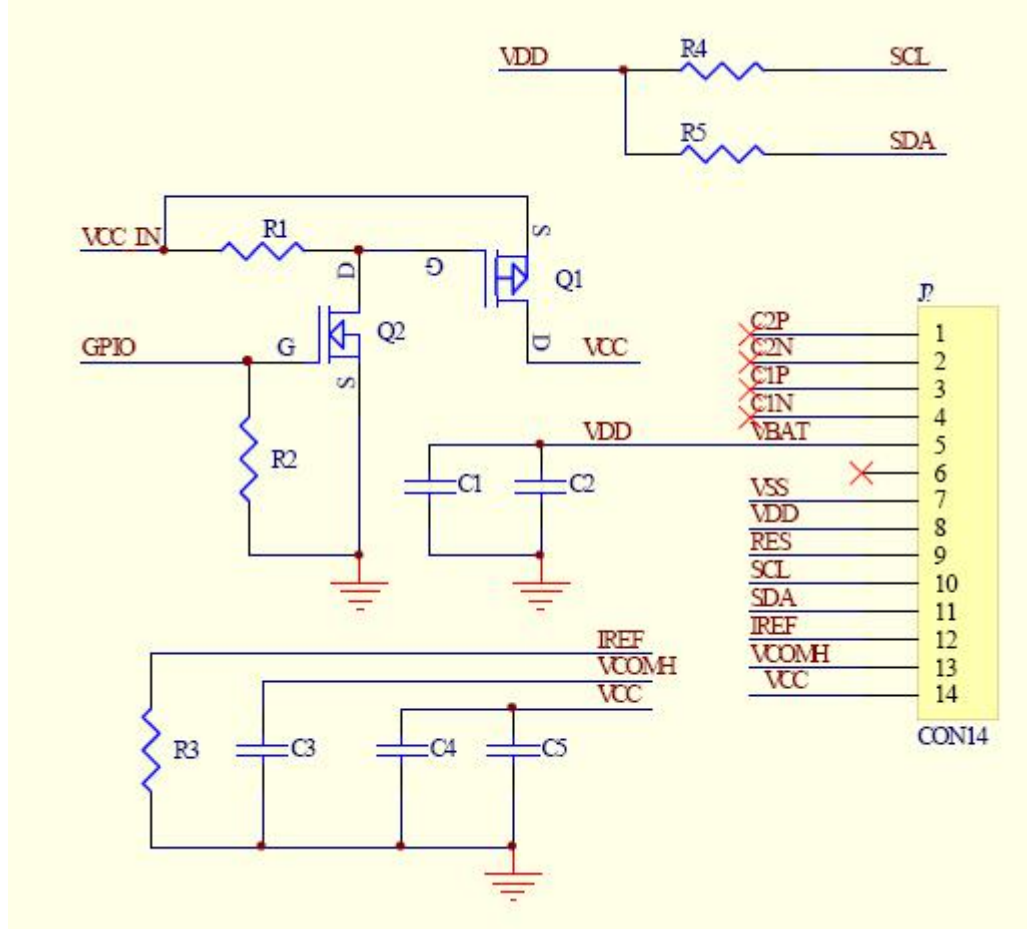 VDD R4 SCL
R5 SDA
VCC IN R1 S
D G Q1
Q2
GPIO G D VCC
S
R2
VDD
C1 C2
J?
C2P 1
C2N 2
C1P 3
C1N 4
VBAT 5
6
VSS 7
VDD 8
RES 9
SCL 10
SDA 11
IREF 12
VCOMH 13
VCC 14
CON14
IREF
VCOMH
VCC
R3 C3 C4 C5